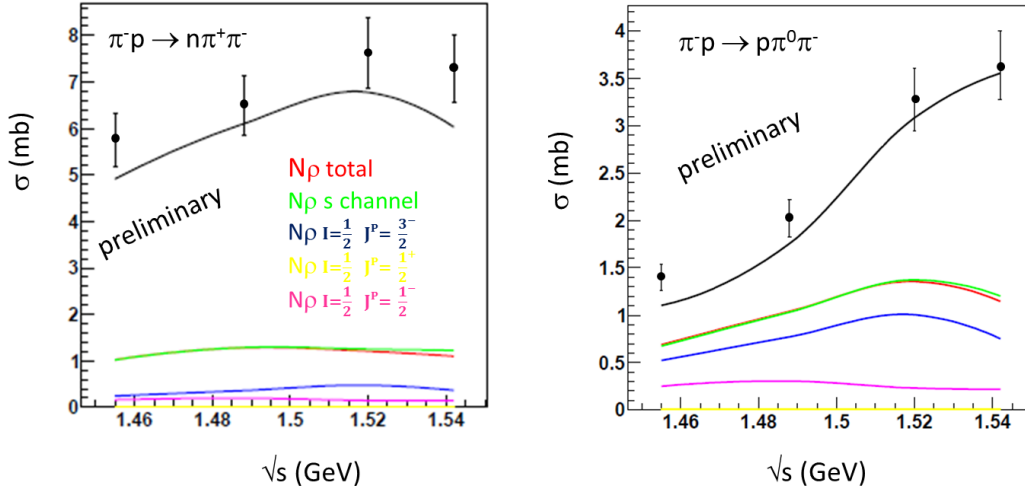 π⁻p → nπ⁺π⁻
8
7
6
5
4
3
2
1
0
σ (mb)
preliminary
Nρ total
Nρ s channel
Nρ I=1/2 Jᴾ= 3⁻/2
Nρ I=1/2 Jᴾ= 1⁺/2
Nρ I=1/2 Jᴾ= 1⁻/2
1.46 1.48 1.5 1.52 1.54
√s (GeV)
π⁻p → pπ⁰π⁻
4
3.5
3
2.5
2
1.5
1
0.5
0
σ (mb)
preliminary
1.46 1.48 1.5 1.52 1.54
√s (GeV)